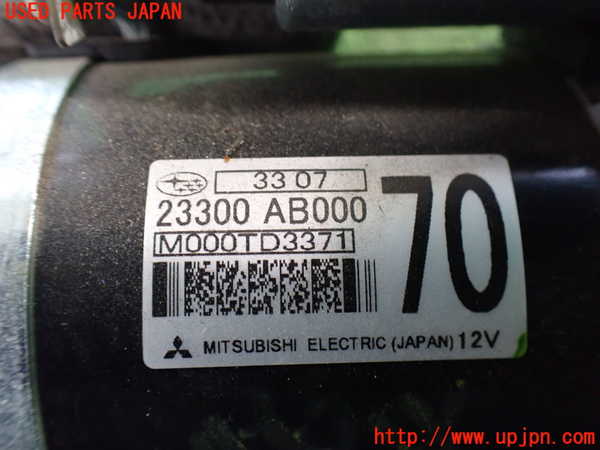 USED PARTS JAPAN
33 07
23300 AB000
M000TD3371
70
MITSUBISHI ELECTRIC (JAPAN) 12V
http://www.upjpn.com/